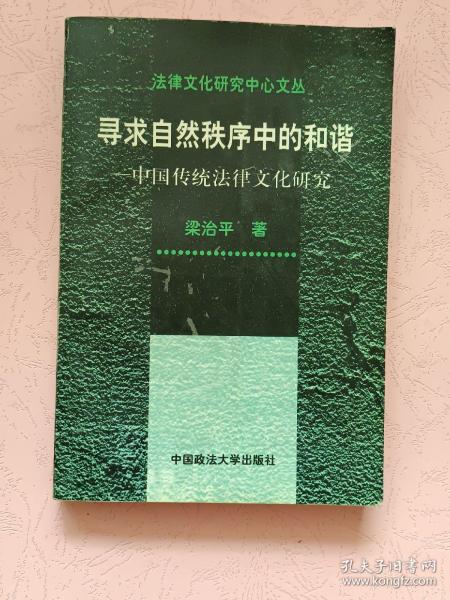 法律文化研究中心文丛
寻求自然秩序中的和谐
—中国传统法律文化研究
梁治平 著
中国政法大学出版社
孔夫子旧书网
www.kongfz.com